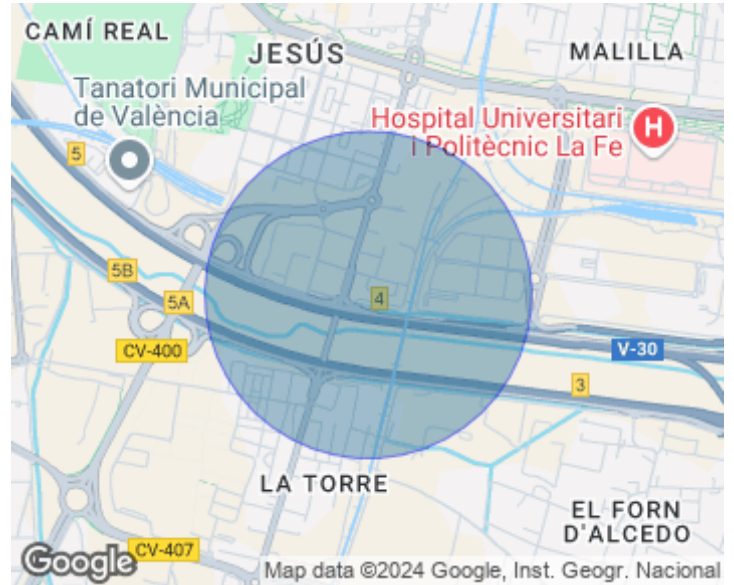 CAMÍ REAL
JESÚS
MALILLA
Tanatori Municipal
de València
Hospital Universitari
i Politècnic La Fe
H
5
5B
5A
4
CV-400
V-30
3
LA TORRE
EL FORN
D'ALCEDO
CV-407
Google
Map data ©2024 Google, Inst. Geogr. Nacional